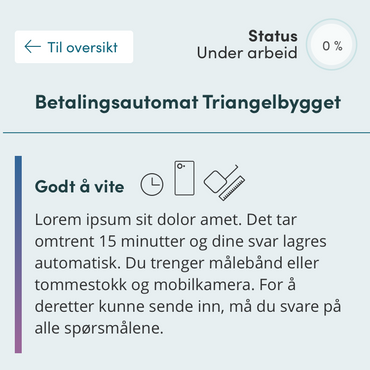 Til oversikt
Status
Under arbeid
0 %
Betalingsautomat Triangelbygget
Godt å vite
Lorem ipsum sit dolor amet. Det tar
omtrent 15 minutter og dine svar lagres
automatisk. Du trenger målebånd eller
tommestokk og mobilkamera. For å
deretter kunne sende inn, må du svare på
alle spørsmålene.